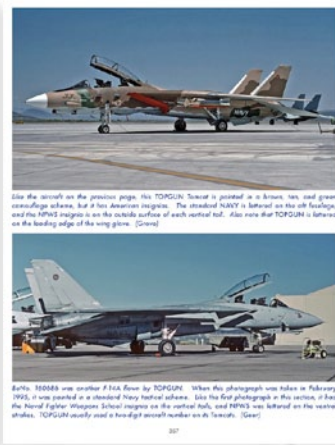 Like the aircraft on the previous page, this TOPGUN Tomcat is painted in a brown, tan, and green
camouflage scheme, but it has American insignias. The standard NAVY is lettered on the aft fuselage,
and the NFWS insignia is on the outside surface of each vertical tail. Also note that TOPGUN is lettered
on the leading edge of the wing glove. (Grove)
BuNo. was another F-14A flown by TOPGUN. When this photograph was taken in February
1995, it was painted in a standard Navy tactical scheme. Like the first photograph in this section, it has
the Naval Fighter Weapons School insignia on the vertical tails, and NFWS was lettered on the ventral
strakes. TOPGUN usually used a two-digit aircraft number on its Tomcats. (Geer)